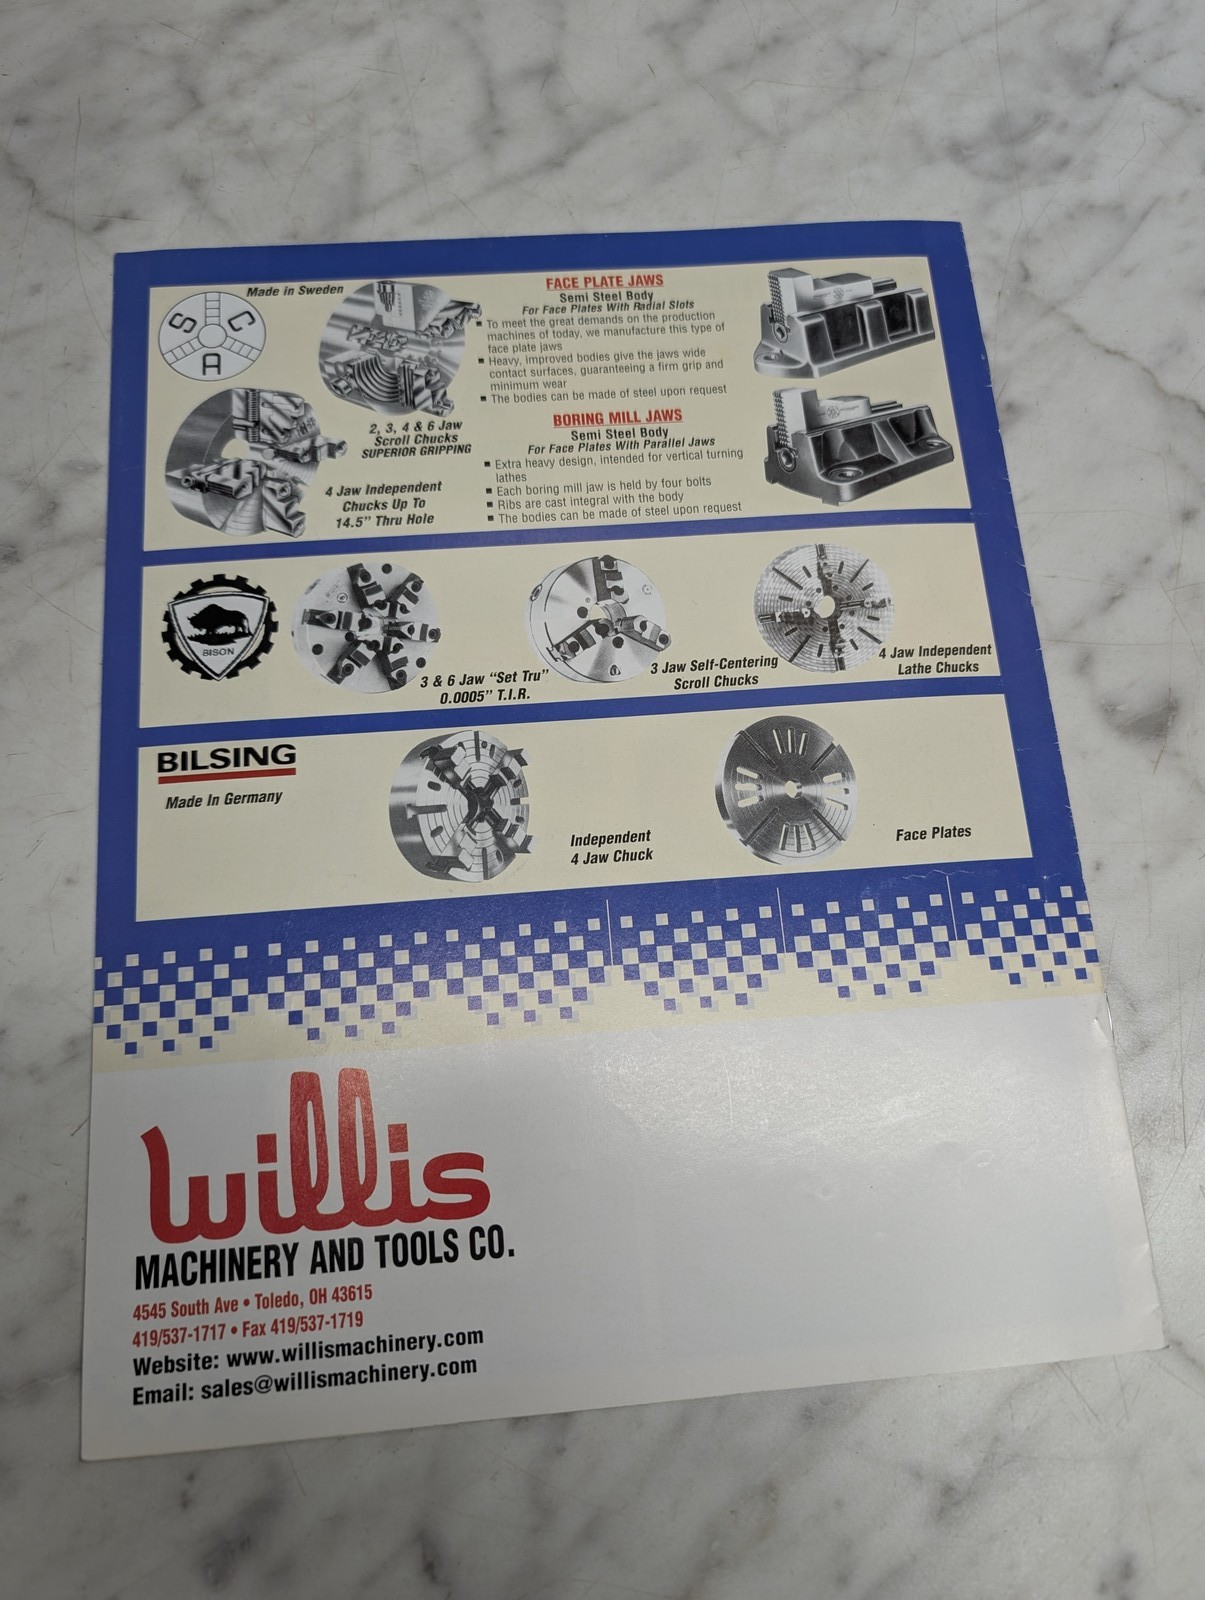 S C A
Made in Sweden
2, 3, 4 & 6 Jaw
Scroll Chucks
SUPERIOR GRIPPING
4 Jaw Independent
Chucks Up To
14.5" Thru Hole
FACE PLATE JAWS
Semi Steel Body
For Face Plates With Radial Slots
▪ To meet the great demands on the production
machines of today, we manufacture this type of
face plate jaws
▪ Heavy, improved bodies give the jaws wide
contact surfaces, guaranteeing a firm grip and
minimum wear
▪ The bodies can be made of steel upon request
BORING MILL JAWS
Semi Steel Body
For Face Plates With Parallel Jaws
▪ Extra heavy design, intended for vertical turning
lathes
▪ Each boring mill jaw is held by four bolts
▪ Ribs are cast integral with the body
▪ The bodies can be made of steel upon request
BISON
3 & 6 Jaw "Set Tru"
0.0005" T.I.R.
3 Jaw Self-Centering
Scroll Chucks
4 Jaw Independent
Lathe Chucks
BILSING
Made In Germany
Independent
4 Jaw Chuck
Face Plates
Willis
MACHINERY AND TOOLS CO.
4545 South Ave • Toledo, OH 43615
419/537-1717 • Fax 419/537-1719
Website: www.willismachinery.com
Email: sales@willismachinery.com